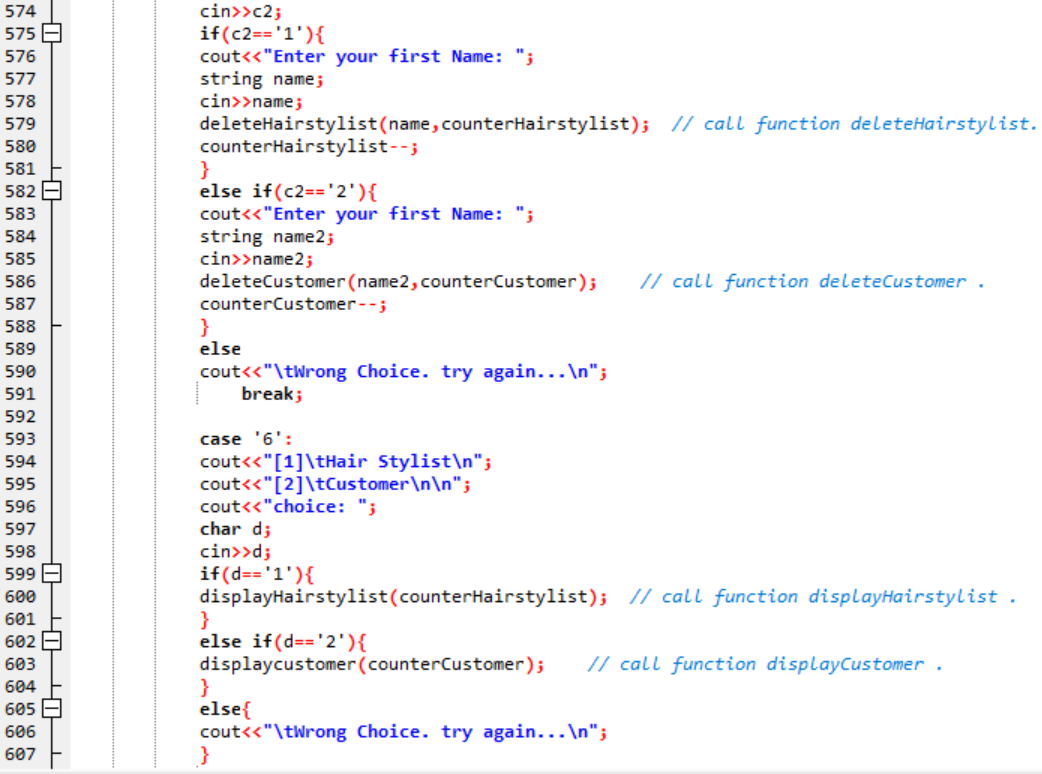 574 cin>>c2;
575 if(c2=='1'){
576 cout<<"Enter your first Name: ";
577 string name;
578 cin>>name;
579 deleteHairstylist(name,counterHairstylist);  // call function deleteHairstylist.
580 counterHairstylist--;
581 }
582 else if(c2=='2'){
583 cout<<"Enter your first Name: ";
584 string name2;
585 cin>>name2;
586 deleteCustomer(name2,counterCustomer);    // call function deleteCustomer .
587 counterCustomer--;
588 }
589 else
590 cout<<"\tWrong Choice. try again...\n";
591     break;
592
593 case '6':
594 cout<<"[1]\tHair Stylist\n";
595 cout<<"[2]\tCustomer\n\n";
596 cout<<"choice: ";
597 char d;
598 cin>>d;
599 if(d=='1'){
600 displayHairstylist(counterHairstylist);  // call function displayHairstylist .
601 }
602 else if(d=='2'){
603 displaycustomer(counterCustomer);    // call function displayCustomer .
604 }
605 else{
606 cout<<"\tWrong Choice. try again...\n";
607 }